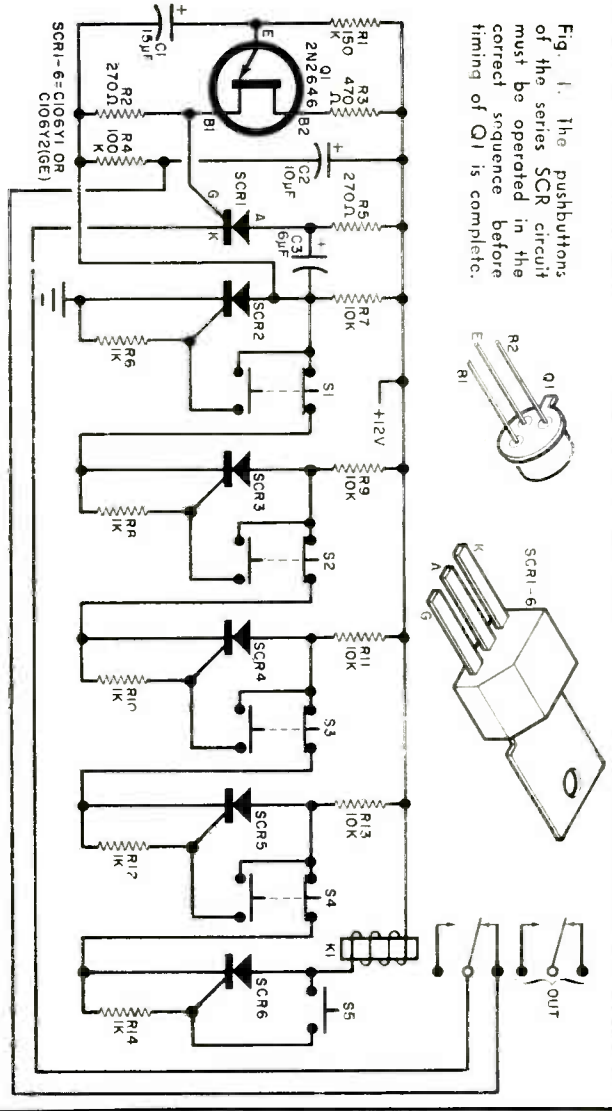 Fig. 1. The pushbuttons
of the series SCR circuit
must be operated in the
correct sequence before
timing of Q1 is complete.
R2
E
R1
Q1
K
A
G
SCR1-6
OUT
+12V
R1
150
K
R3
470
Ω
R5
270Ω
R7
10K
R9
10K
R11
10K
R13
10K
K1
C1
15µF
+
E
Q1
2N2646
B2
B1
C2
10µF
+
C3
6µF
+
SCR1
A
G
K
SCR2
SCR3
SCR4
SCR5
SCR6
S1
S2
S3
S4
S5
R2
270Ω
R4
100
K
R6
1K
R8
1K
1K
1K
R14
1K
SCR1-6=C106Y1 OR
C106Y2(GE)